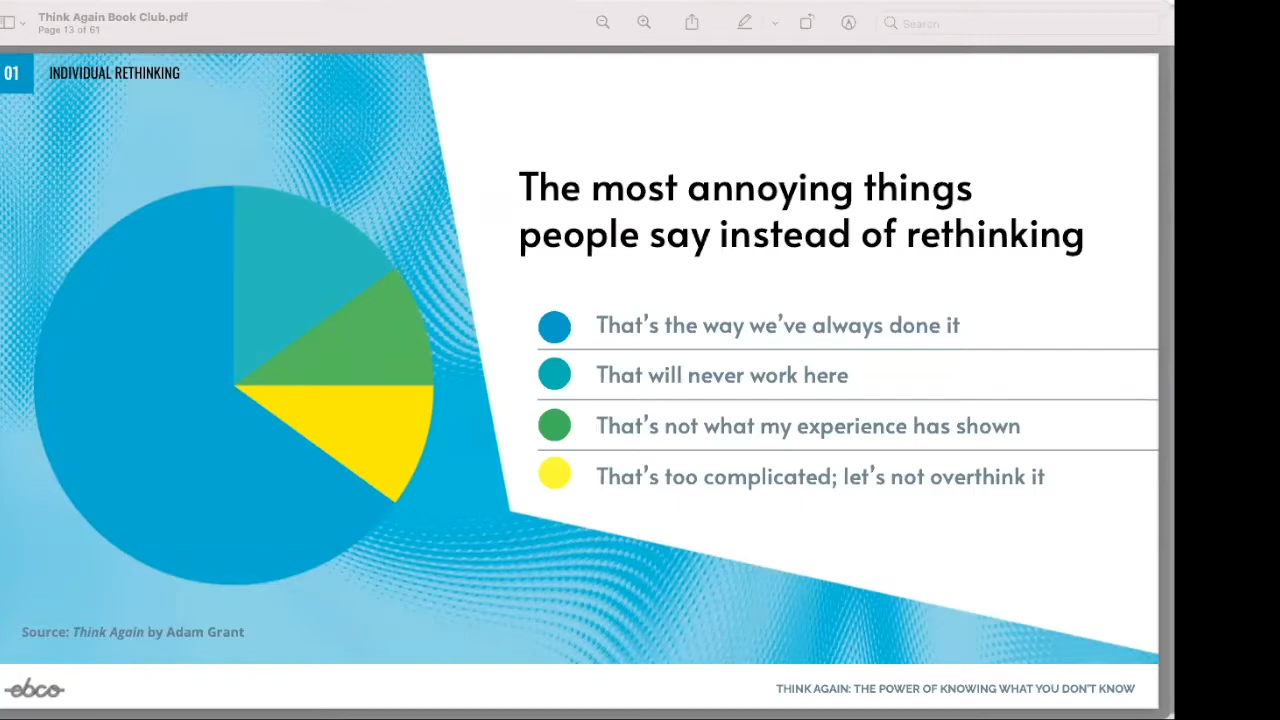 Think Again Book Club.pdf
Page 13 of 61
Search
01 INDIVIDUAL RETHINKING
The most annoying things
people say instead of rethinking
That's the way we've always done it
That will never work here
That's not what my experience has shown
That's too complicated; let's not overthink it
Source: Think Again by Adam Grant
ebco
THINK AGAIN: THE POWER OF KNOWING WHAT YOU DON'T KNOW